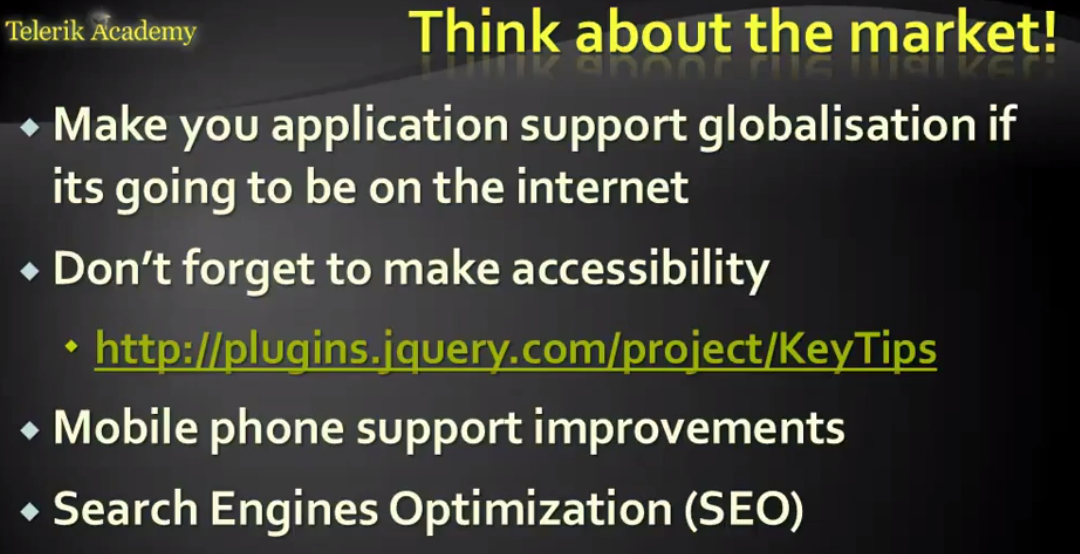 Telerik Academy
Think about the market!
Make you application support globalisation if
its going to be on the internet
Don't forget to make accessibility
http://plugins.jquery.com/project/KeyTips
Mobile phone support improvements
Search Engines Optimization (SEO)